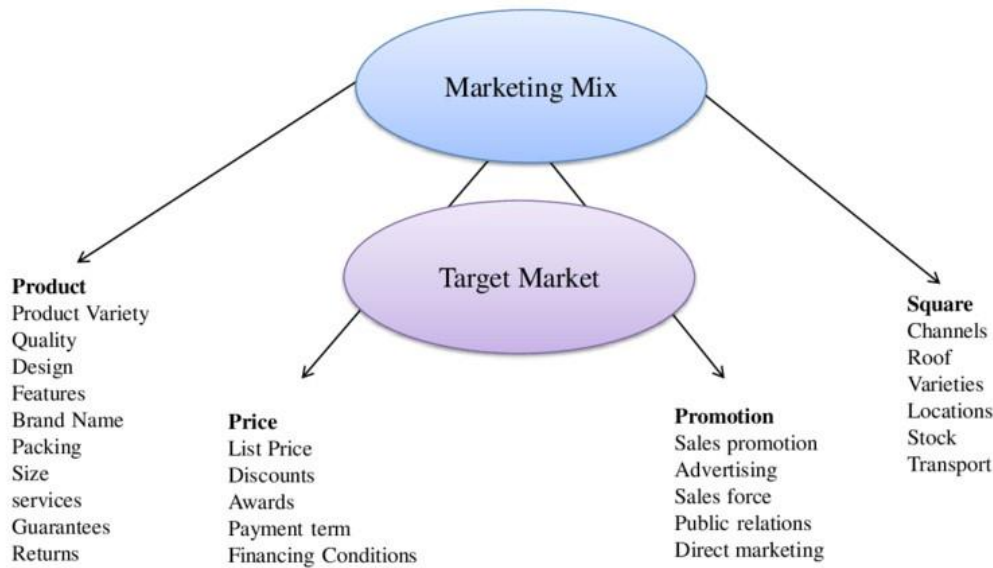 Marketing Mix
Target Market
Product
Product Variety
Quality
Design
Features
Brand Name
Packing
Size
services
Guarantees
Returns
Price
List Price
Discounts
Awards
Payment term
Financing Conditions
Promotion
Sales promotion
Advertising
Sales force
Public relations
Direct marketing
Square
Channels
Roof
Varieties
Locations
Stock
Transport